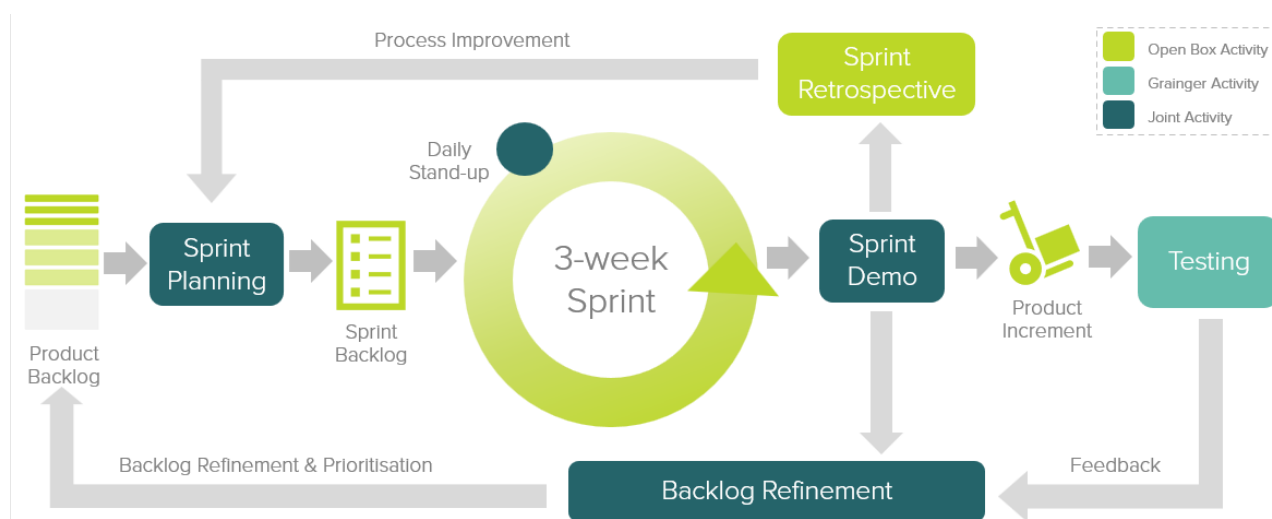 Process Improvement
Sprint
Retrospective
Open Box Activity
Grainger Activity
Joint Activity
Daily
Stand-up
Sprint
Planning
3-week
Sprint
Sprint
Demo
Testing
Product
Backlog
Sprint
Backlog
Product
Increment
Backlog Refinement & Prioritisation
Backlog Refinement
Feedback